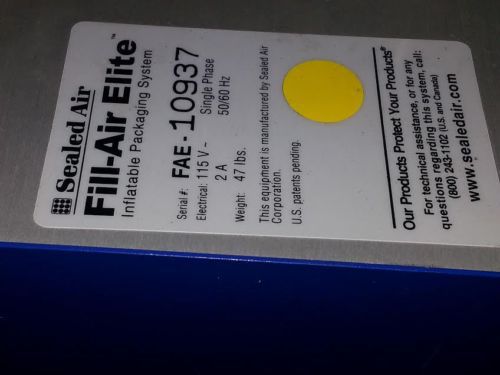 Sealed Air
Fill-Air Elite™
Inflatable Packaging System
Serial #: FAE-10937
Electrical: 115 V~ Single Phase
2 A 50/60 Hz
Weight: 47 lbs.
This equipment is manufactured by Sealed Air
Corporation.
U.S. patents pending.
Our Products Protect Your Products®
For technical assistance, or for any
questions regarding this system, call:
(800) 243-1102 (U.S. and Canada)
www.sealedair.com